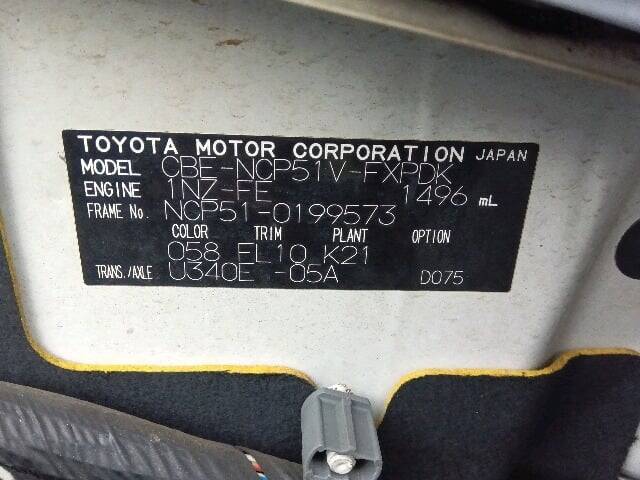 TOYOTA MOTOR CORPORATION JAPAN
MODEL CBE-NCP51V-FXPDK
ENGINE 1NZ-FE 1496 mL
FRAME No. NCP51-0199573
COLOR TRIM PLANT OPTION
058 FL10 K21
TRANS./AXLE U340E -05A D075